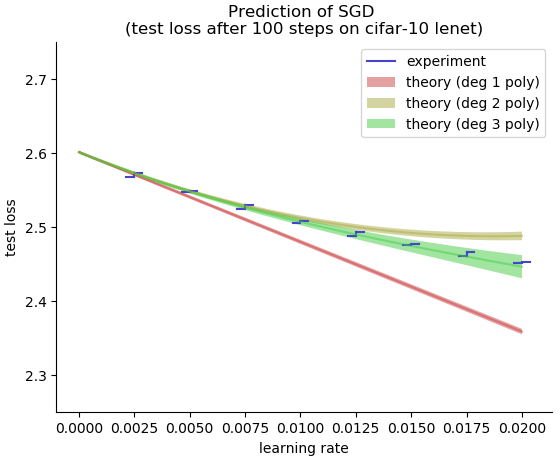 Prediction of SGD
(test loss after 100 steps on cifar-10 lenet)
experiment
theory (deg 1 poly)
theory (deg 2 poly)
theory (deg 3 poly)
test loss
2.7
2.6
2.5
2.4
2.3
0.0000 0.0025 0.0050 0.0075 0.0100 0.0125 0.0150 0.0175 0.0200
learning rate